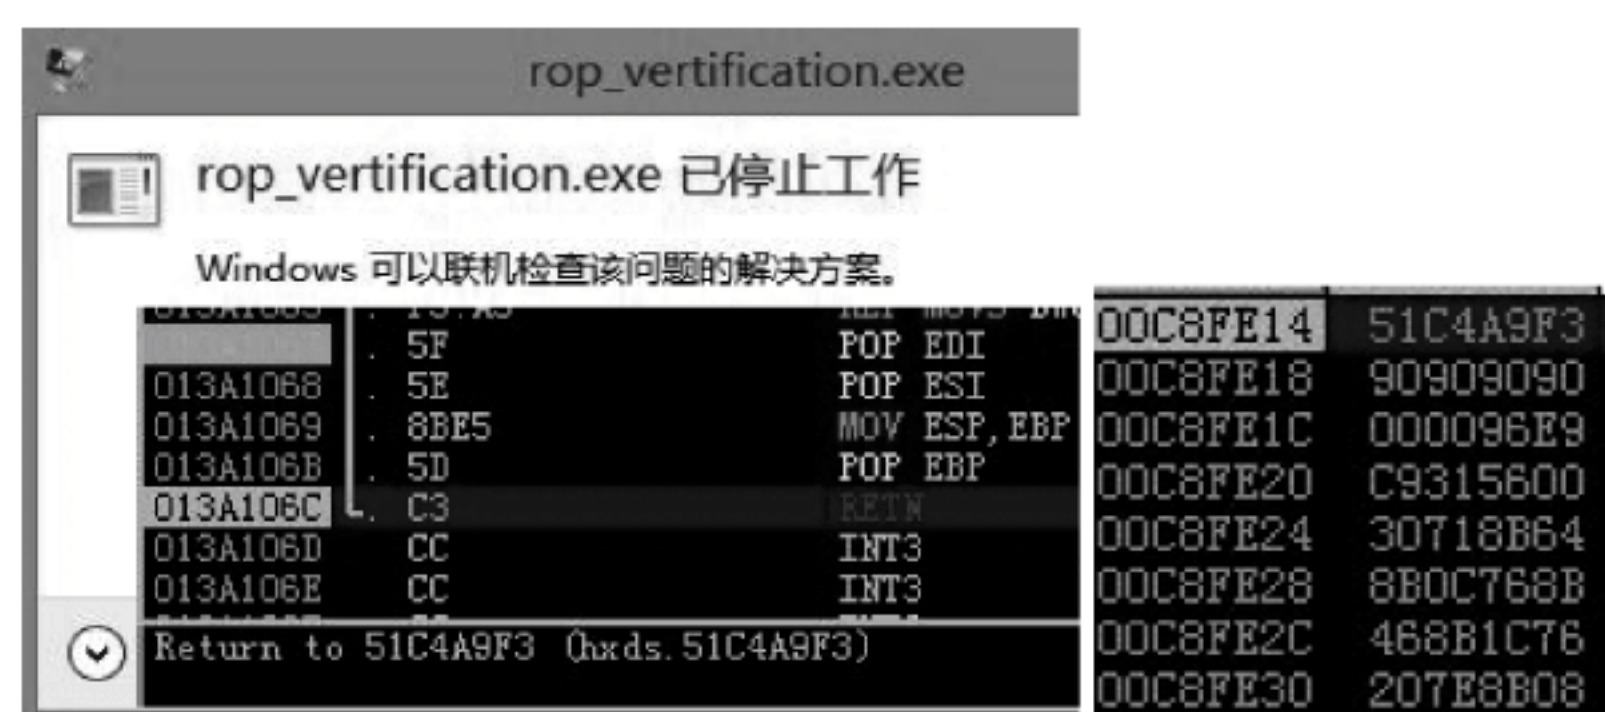 rop_vertification.exe
rop_vertification.exe 已停止工作
Windows 可以联机检查该问题的解决方案。
. 5F POP EDI
013A1068 . 5E POP ESI
013A1069 . 8BE5 MOV ESP,EBP
013A106B . 5D POP EBP
013A106C . C3 RETN
013A106D CC INT3
013A106E CC INT3
Return to 51C4A9F3 (hxds.51C4A9F3)
00C8FE14 51C4A9F3
00C8FE18 90909090
00C8FE1C 000096E9
00C8FE20 C9315600
00C8FE24 30718B64
00C8FE28 8B0C768B
00C8FE2C 468B1C76
00C8FE30 207E8B08